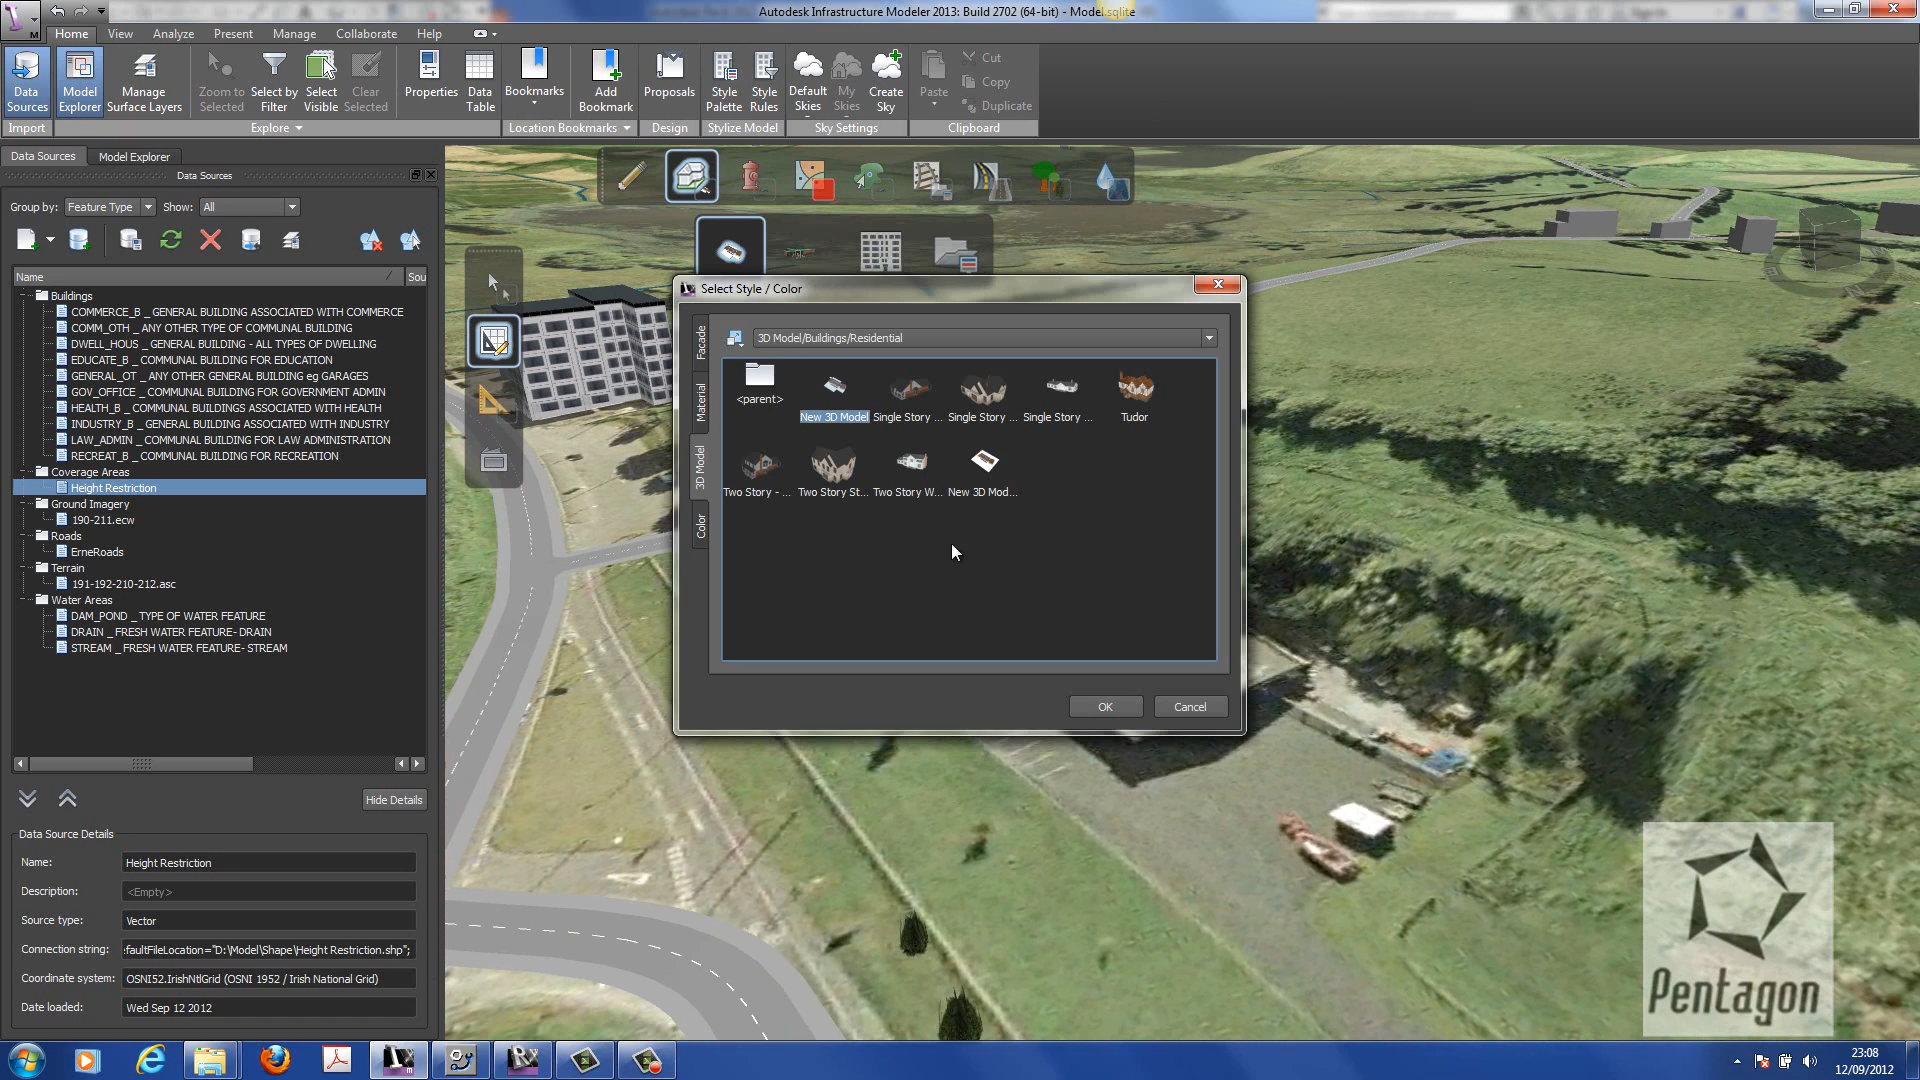 Autodesk Infrastructure Modeler 2013: Build 2702 (64-bit) - Model.sqlite
M
Home View Analyze Present Manage Collaborate Help
Data Sources
Model Explorer
Manage Surface Layers
Zoom to Selected
Select by Filter
Select Visible
Clear Selected
Properties
Data Table
Bookmarks
Add Bookmark
Proposals
Style Palette
Style Rules
Default Skies
My Skies
Create Sky
Paste
Cut
Copy
Duplicate
Import Explore Location Bookmarks Design Stylize Model Sky Settings Clipboard
Data Sources Model Explorer
Data Sources
Group by: Feature Type Show: All
Name Sou
Buildings
COMMERCE_B _ GENERAL BUILDING ASSOCIATED WITH COMMERCE
COMM_OTH _ ANY OTHER TYPE OF COMMUNAL BUILDING
DWELL_HOUS _ GENERAL BUILDING - ALL TYPES OF DWELLING
EDUCATE_B _ COMMUNAL BUILDING FOR EDUCATION
GENERAL_OT _ ANY OTHER GENERAL BUILDING eg GARAGES
GOV_OFFICE _ COMMUNAL BUILDING FOR GOVERNMENT ADMIN
HEALTH_B _ COMMUNAL BUILDINGS ASSOCIATED WITH HEALTH
INDUSTRY_B _ GENERAL BUILDING ASSOCIATED WITH INDUSTRY
LAW_ADMIN _ COMMUNAL BUILDING FOR LAW ADMINISTRATION
RECREAT_B _ COMMUNAL BUILDING FOR RECREATION
Coverage Areas
Height Restriction
Ground Imagery
190-211.ecw
Roads
ErneRoads
Terrain
191-192-210-212.asc
Water Areas
DAM_POND _ TYPE OF WATER FEATURE
DRAIN _ FRESH WATER FEATURE- DRAIN
STREAM _ FRESH WATER FEATURE- STREAM
Hide Details
Data Source Details
Name: Height Restriction
Description: <Empty>
Source type: Vector
Connection string: :faultFileLocation="D:\Model\Shape\Height Restriction.shp";
Coordinate system: OSNI52.IrishNtlGrid (OSNI 1952 / Irish National Grid)
Date loaded: Wed Sep 12 2012
Select Style / Color
Facade
Material
3D Model
Color
3D Model/Buildings/Residential
<parent>
New 3D Model
Single Story ...
Single Story ...
Single Story ...
Tudor
Two Story - ...
Two Story St...
Two Story W...
New 3D Mod...
OK Cancel
Pentagon
23:08
12/09/2012